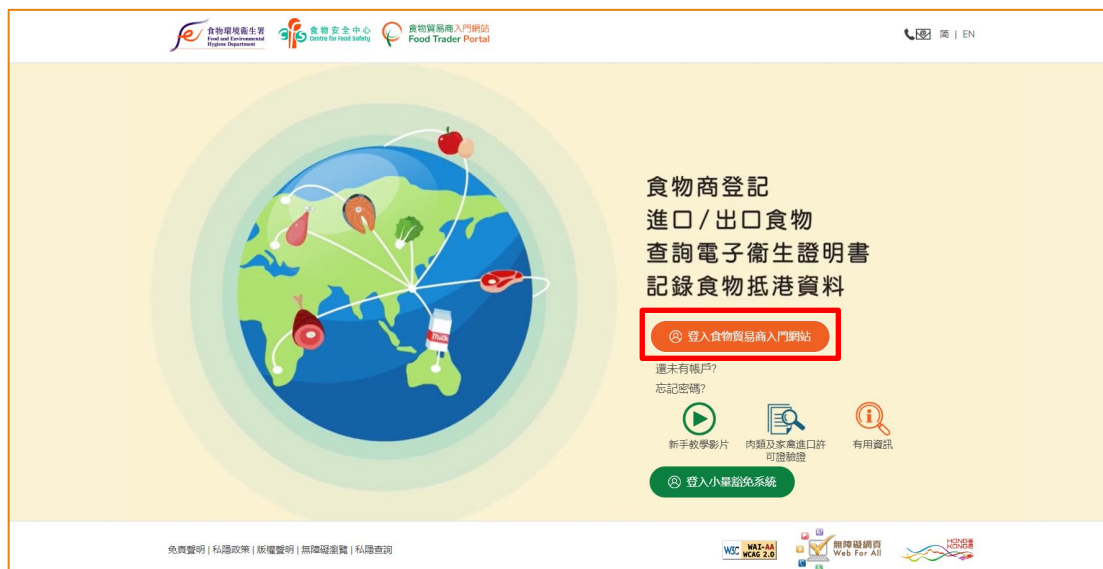 食物環境衞生署
Food and Environmental
Hygiene Department
食物安全中心
Centre for Food Safety
食物貿易商入門網站
Food Trader Portal
简 | EN
食物商登記
進口/出口食物
查詢電子衞生證明書
記錄食物抵港資料
登入食物貿易商入門網站
還未有帳戶?
忘記密碼?
新手教學影片
肉類及家禽進口許
可證驗證
有用資訊
登入小量豁免系統
Milk
免責聲明 | 私隱政策 | 版權聲明 | 無障礙瀏覽 | 私隱查詢
W3C WAI-AA
WCAG 2.0
無障礙網頁
Web For All
HONG KONG